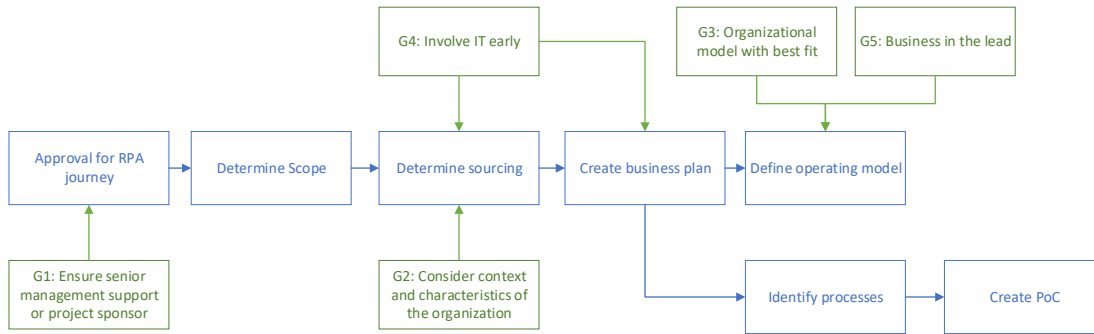 G4: Involve IT early
G3: Organizational
model with best fit
G5: Business in the lead
Approval for RPA
journey
Determine Scope
Determine sourcing
Create business plan
Define operating model
G1: Ensure senior
management support
or project sponsor
G2: Consider context
and characteristics of
the organization
Identify processes
Create PoC